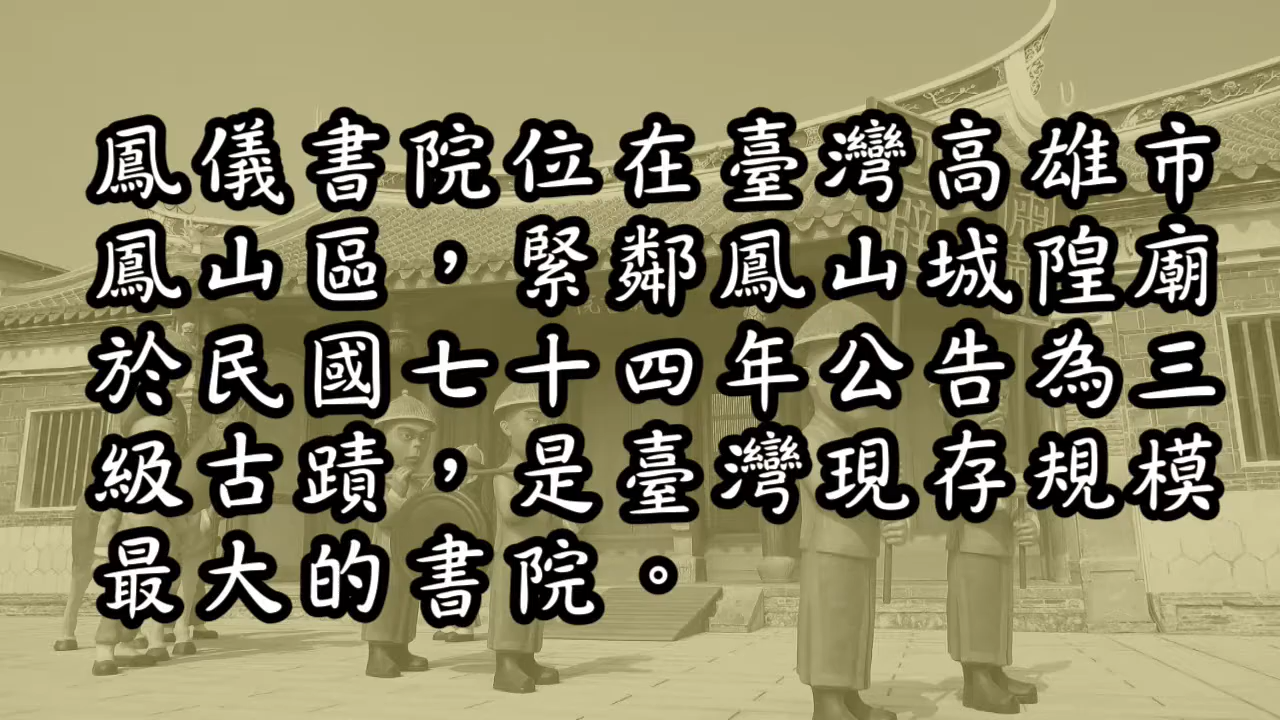 鳳儀書院位在臺灣高雄市
鳳山區，緊鄰鳳山城隍廟
於民國七十四年公告為三
級古蹟，是臺灣現存規模
最大的書院。